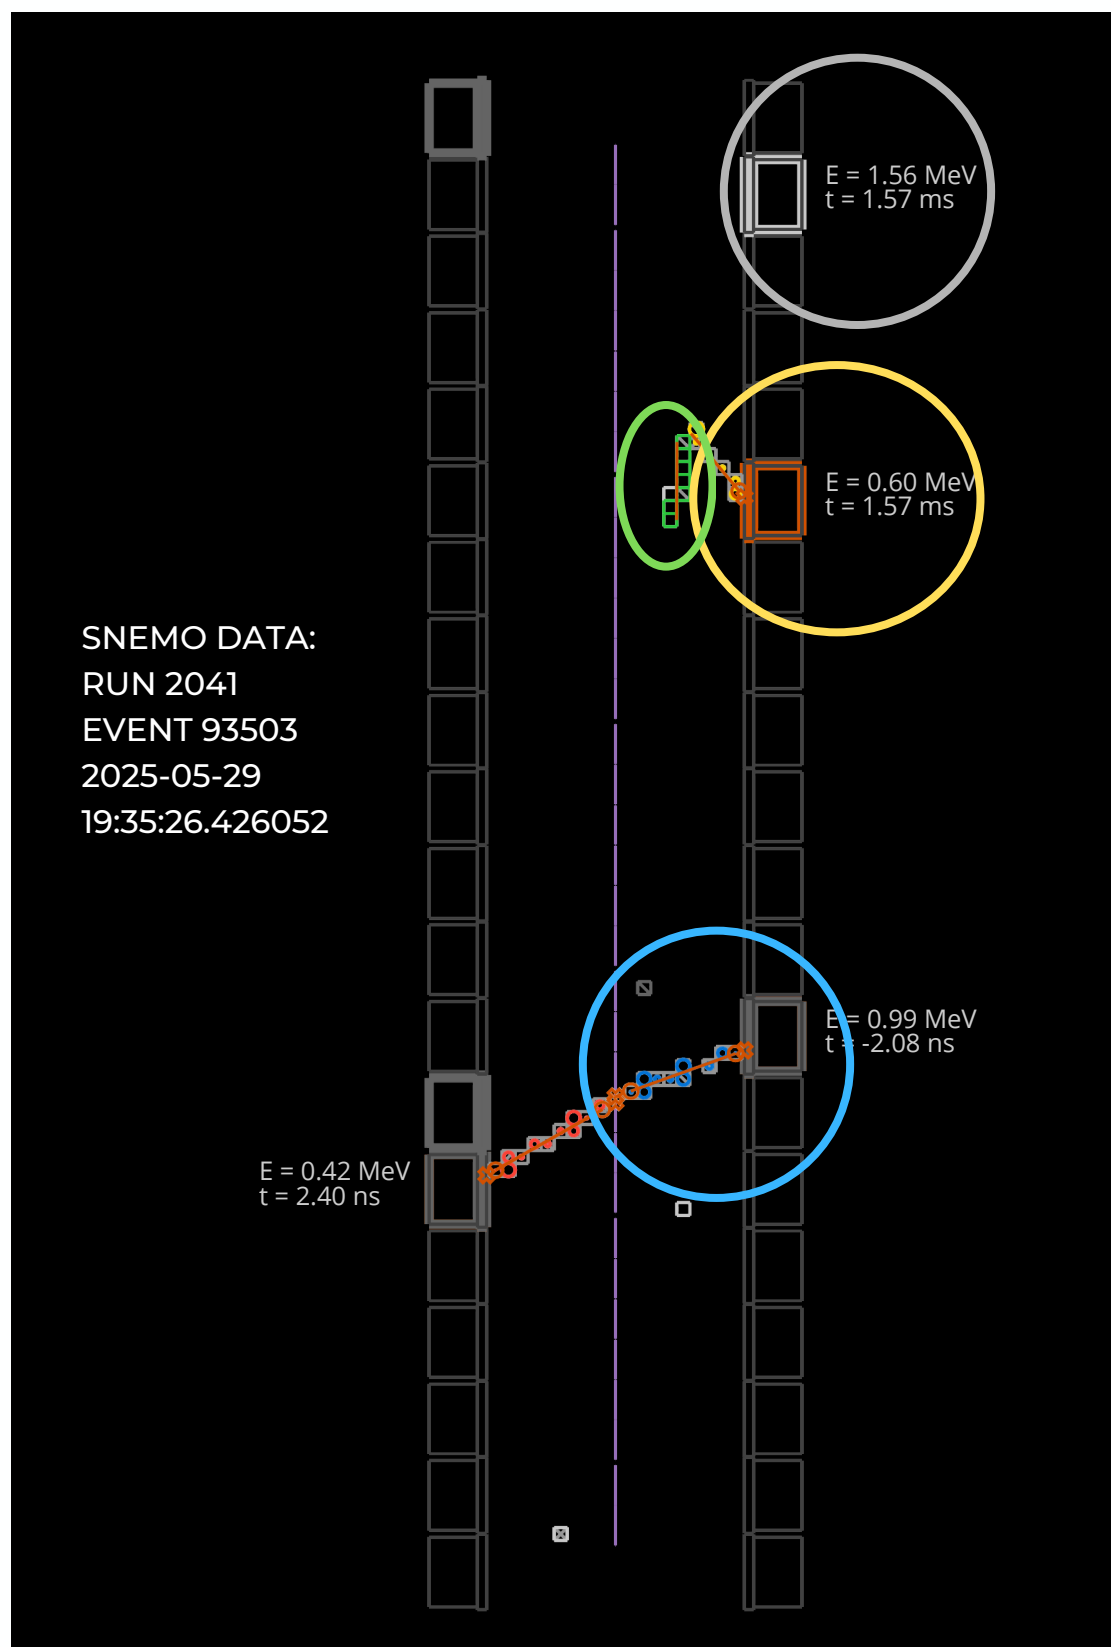 E = 1.56 MeV
t = 1.57 ms
E = 0.60 MeV
t = 1.57 ms
SNEMO DATA:
RUN 2041
EVENT 93503
2025-05-29
19:35:26.426052
E = 0.99 MeV
t = -2.08 ns
E = 0.42 MeV
t = 2.40 ns